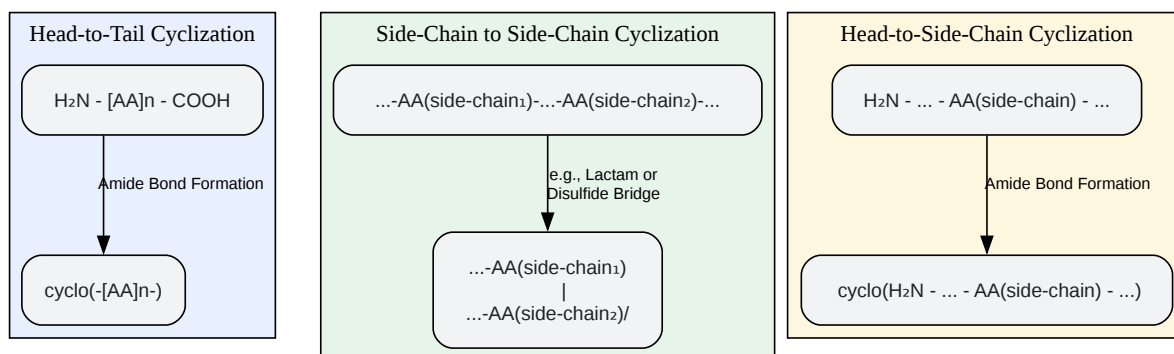 Head-to-Tail Cyclization
H₂N - [AA]n - COOH
Amide Bond Formation
cyclo(-[AA]n-)
Side-Chain to Side-Chain Cyclization
...-AA(side-chain₁)-...-AA(side-chain₂)-...
e.g., Lactam or
Disulfide Bridge
...-AA(side-chain₁)
|
...-AA(side-chain₂)/
Head-to-Side-Chain Cyclization
H₂N - ... - AA(side-chain) - ...
Amide Bond Formation
cyclo(H₂N - ... - AA(side-chain) - ...)